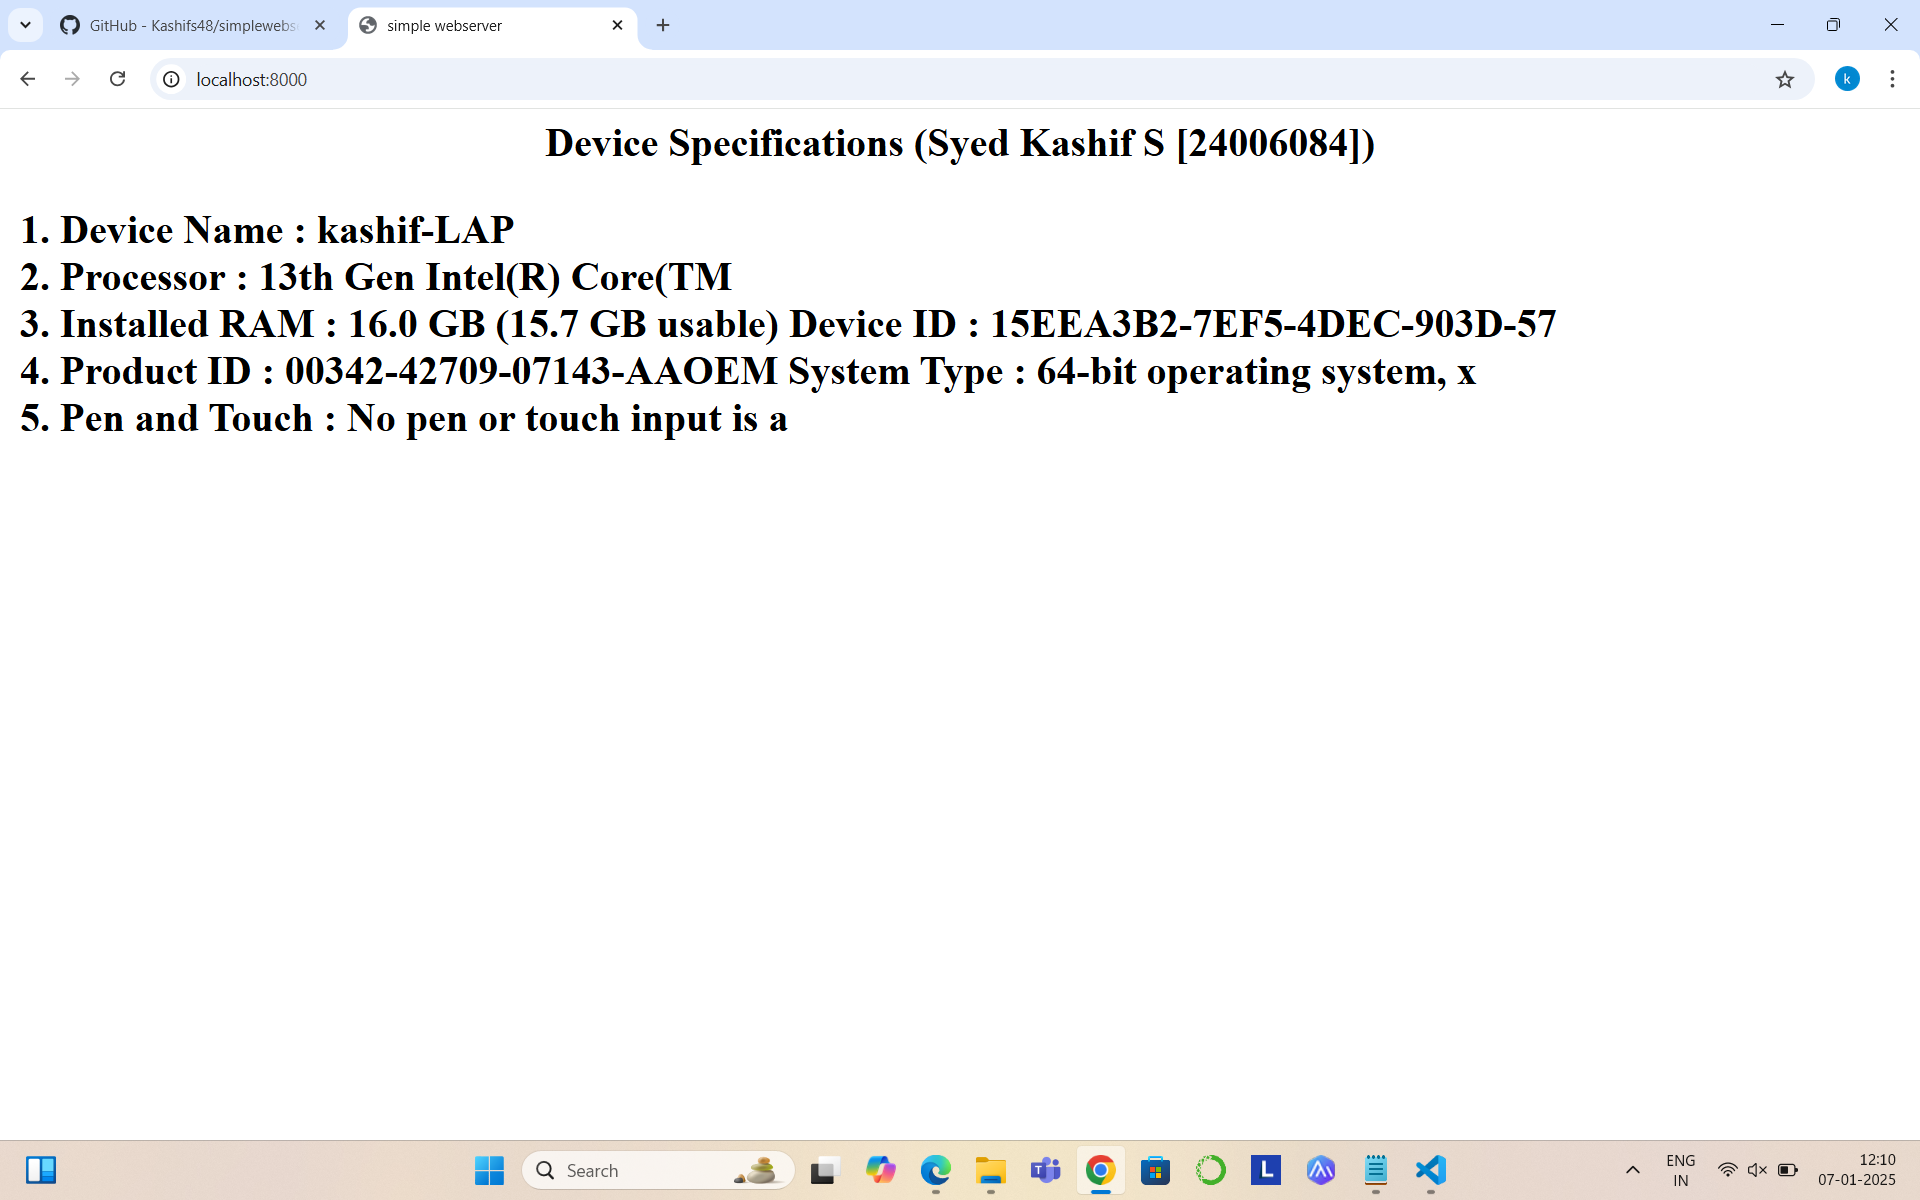 GitHub - Kashifs48/simplewebs
simple webserver
localhost:8000
k
Device Specifications (Syed Kashif S [24006084])
1. Device Name : kashif-LAP
2. Processor : 13th Gen Intel(R) Core(TM
3. Installed RAM : 16.0 GB (15.7 GB usable) Device ID : 15EEA3B2-7EF5-4DEC-903D-57
4. Product ID : 00342-42709-07143-AAOEM System Type : 64-bit operating system, x
5. Pen and Touch : No pen or touch input is a
Search
T
L
ENG
IN
12:10
07-01-2025